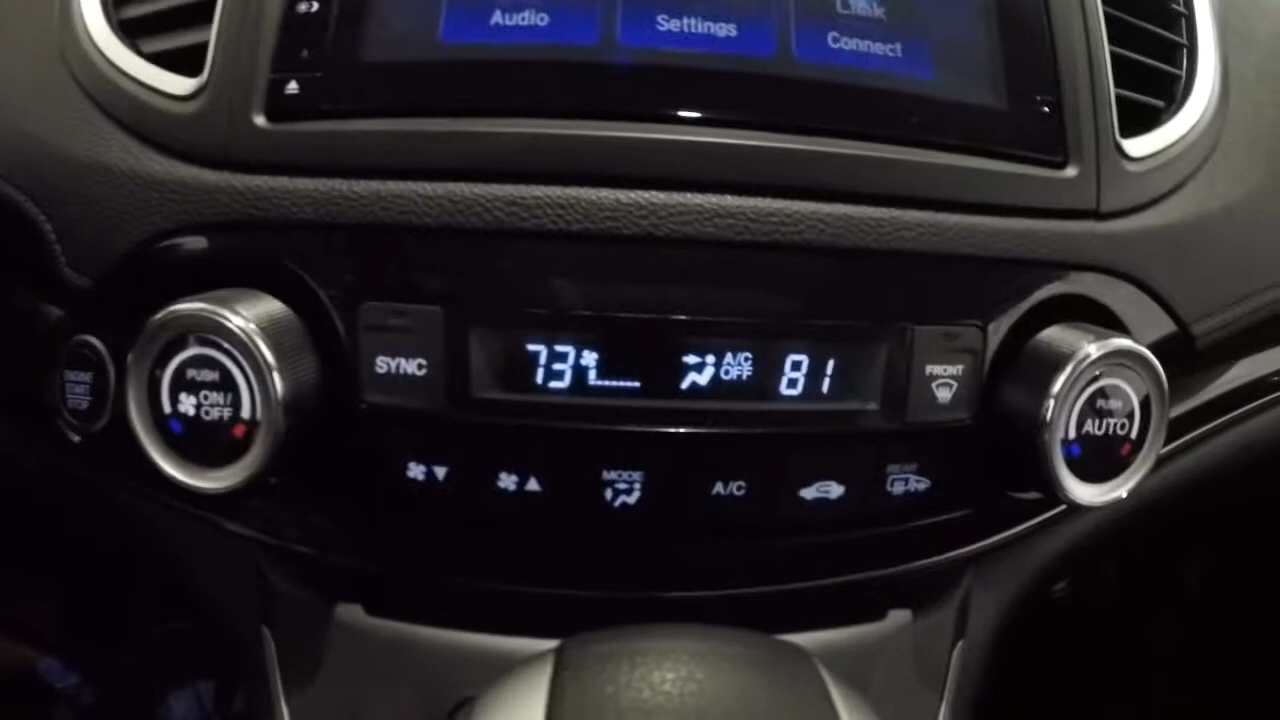 Audio
Settings
Link
Connect
ENGINE
START
STOP
PUSH
ON/
OFF
SYNC
73
A/C
OFF
81
FRONT
PUSH
AUTO
MODE
A/C
REAR